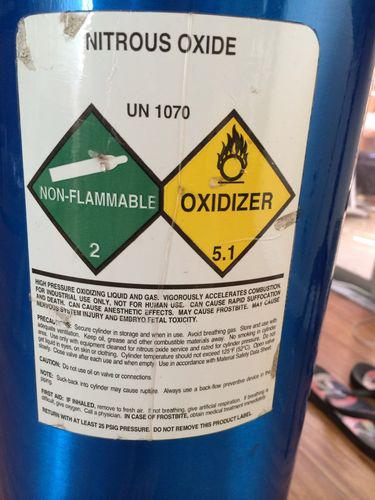 NITROUS OXIDE
UN 1070
NON-FLAMMABLE
2
OXIDIZER
5.1
HIGH PRESSURE OXIDIZING LIQUID AND GAS. VIGOROUSLY ACCELERATES COMBUSTION.
FOR INDUSTRIAL USE ONLY, NOT FOR HUMAN USE. CAN CAUSE RAPID SUFFOCATION
AND DEATH. CAN CAUSE ANESTHETIC EFFECTS. MAY CAUSE FROSTBITE. MAY CAUSE
NERVOUS SYSTEM INJURY AND EMBRYO FETAL TOXICITY.
Secure cylinder in storage and when in use. Avoid breathing gas. Store and use with
adequate ventilation. Keep oil, grease and other combustible materials away. No smoking in cylinder
area. Use only with equipment cleaned for nitrous oxide service and rated for cylinder pressure. Do not
get liquid in eyes, on skin or clothing. Cylinder temperature should not exceed 125°F (52°C). Open valve
slowly. Close valve after each use and when empty. Use in accordance with Material Safety Data Sheet.
CAUTION: Do not use oil on valve or connections.
NOTE: Suck-back into cylinder may cause rupture. Always use a back-flow preventive device in the
piping.
FIRST AID: IF INHALED, remove to fresh air. If not breathing, give artificial respiration. If breathing is
difficult, give oxygen. Call a physician. IN CASE OF FROSTBITE, obtain medical treatment immediately.
RETURN WITH AT LEAST 25 PSIG PRESSURE. DO NOT REMOVE THIS PRODUCT LABEL.